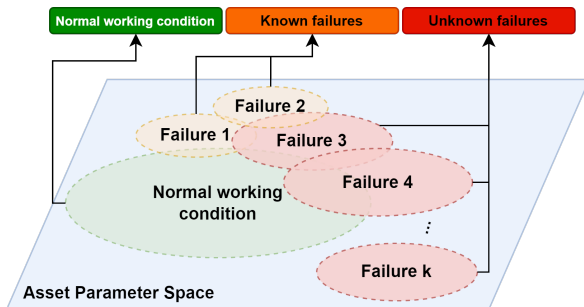 Normal working condition
Known failures
Unknown failures
Failure 2
Failure 1
Failure 3
Failure 4
Normal working
condition
...
Failure k
Asset Parameter Space